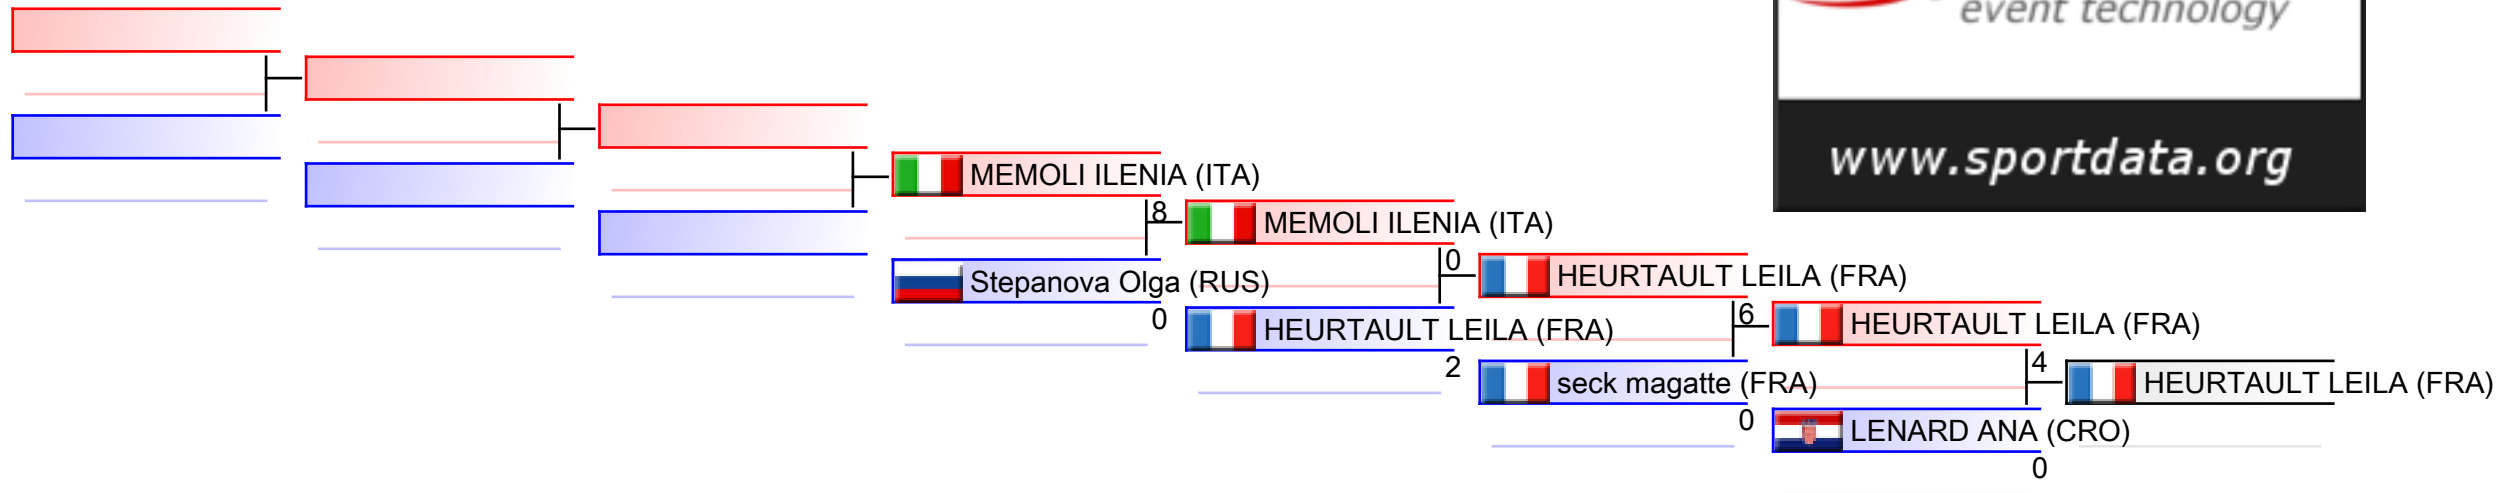 event technology
www.sportdata.org
MEMOLI ILENIA (ITA)
8
MEMOLI ILENIA (ITA)
Stepanova Olga (RUS)
0
0
HEURTAULT LEILA (FRA)
HEURTAULT LEILA (FRA)
2
6
HEURTAULT LEILA (FRA)
seck magatte (FRA)
0
4
HEURTAULT LEILA (FRA)
LENARD ANA (CRO)
0